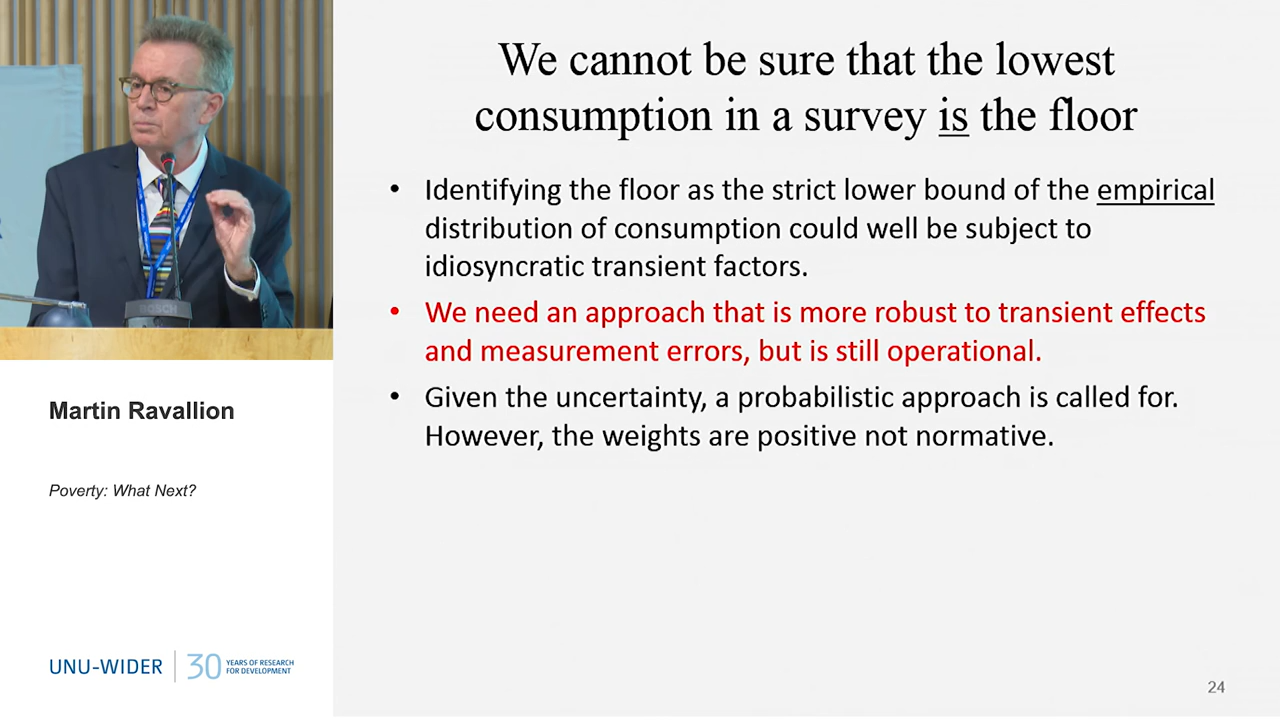 We cannot be sure that the lowest
consumption in a survey is the floor
• Identifying the floor as the strict lower bound of the empirical
distribution of consumption could well be subject to
idiosyncratic transient factors.
• We need an approach that is more robust to transient effects
and measurement errors, but is still operational.
• Given the uncertainty, a probabilistic approach is called for.
However, the weights are positive not normative.
BOSCH
Martin Ravallion
Poverty: What Next?
UNU-WIDER
30
YEARS OF RESEARCH
FOR DEVELOPMENT
24